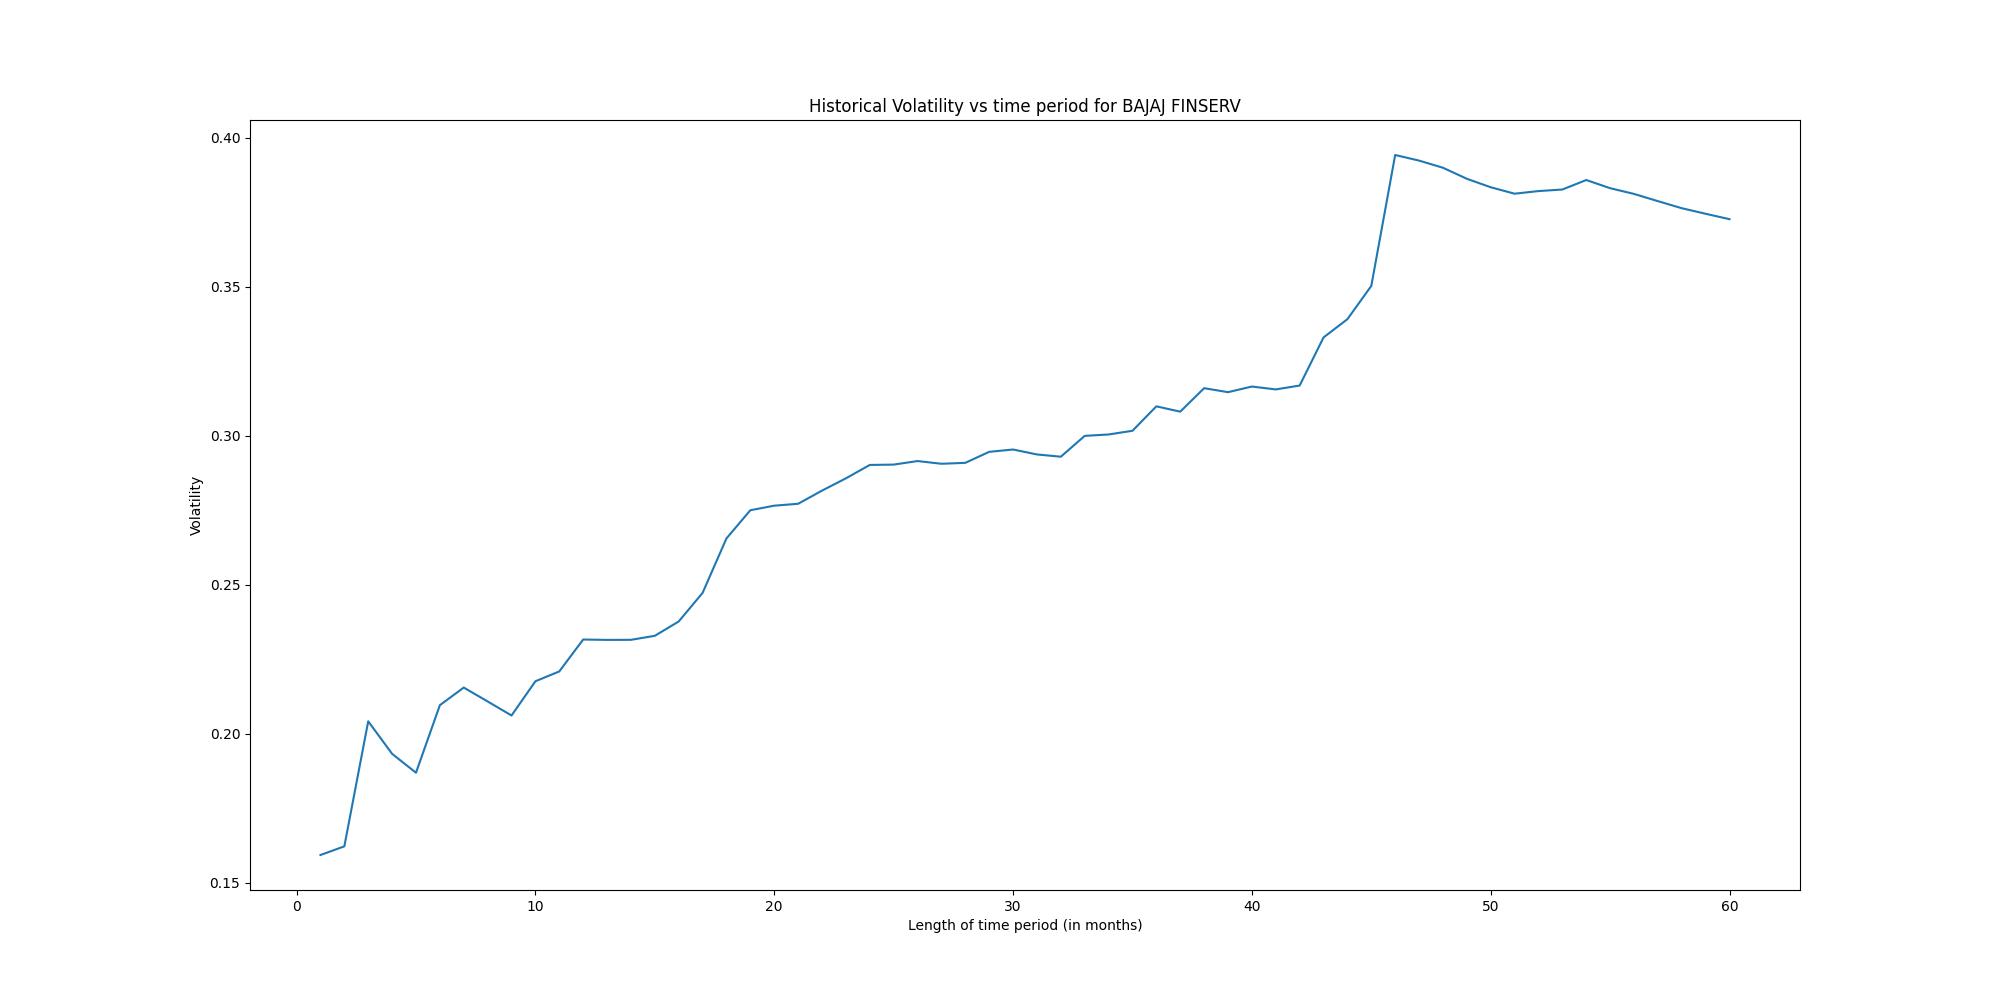 Historical Volatility vs time period for BAJAJ FINSERV
0.40
0.35
0.30
0.25
0.20
0.15
Volatility
0 10 20 30 40 50 60
Length of time period (in months)